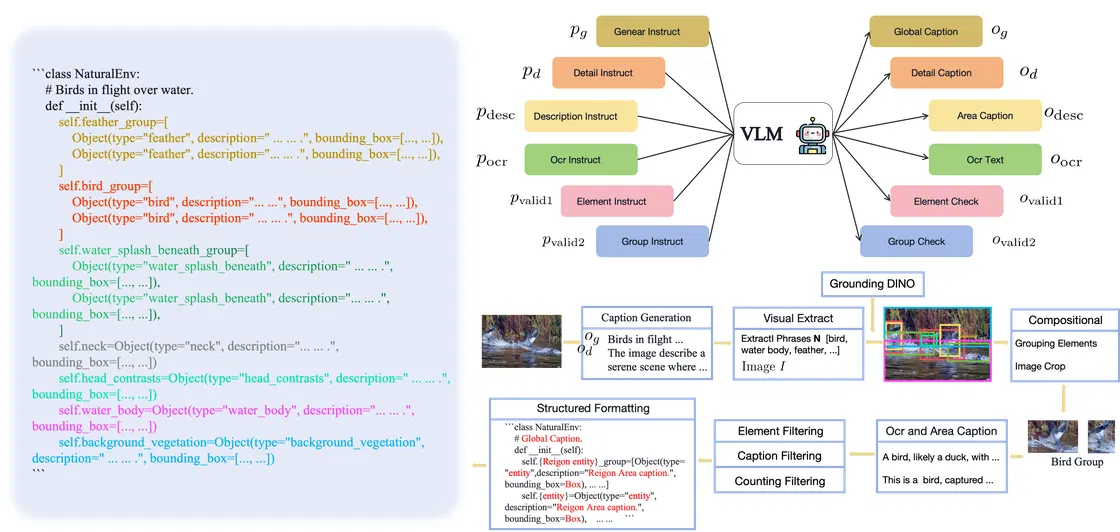 ```class NaturalEnv:
# Birds in flight over water.
def __init__(self):
self.feather_group=[
Object(type="feather", description=" ... ... .", bounding_box=[..., ...]),
Object(type="feather", description="... ... .", bounding_box=[..., ...]),
]
self.bird_group=[
Object(type="bird", description="... ...", bounding_box=[..., ...]),
Object(type="bird", description=" ... ... .", bounding_box=[..., ...]),
]
self.water_splash_beneath_group=[
Object(type="water_splash_beneath", description=" ... ... .",
bounding_box=[..., ...]),
Object(type="water_splash_beneath", description="... ... .",
bounding_box=[..., ...]),
]
self.neck=Object(type="neck", description="... ... .",
bounding_box=[..., ...])
self.head_contrasts=Object(type="head_contrasts", description=" ... ... .",
bounding_box=[..., ...])
self.water_body=Object(type="water_body", description="... ... .",
bounding_box=[..., ...])
self.background_vegetation=Object(type="background_vegetation",
description=" ... ... .", bounding_box=[..., ...])
```
p_g
Genear Instruct
p_d
Detail Instruct
p_desc
Description Instruct
p_ocr
Ocr Instruct
p_valid1
Element Instruct
p_valid2
Group Instruct
VLM
Global Caption
o_g
Detail Caption
o_d
Area Caption
o_desc
Ocr Text
o_ocr
Element Check
o_valid1
Group Check
o_valid2
Grounding DINO
Caption Generation
o_g
Birds in filght ...
o_d
The image describe a
serene scene where ...
Visual Extract
Extract! Phrases N [bird,
water body, feather, ...]
Image I
Compositional
Grouping Elements
Image Crop
Bird Group
Ocr and Area Caption
A bird, likely a duck, with ...
This is a bird, captured ...
Element Filtering
Caption Filtering
Counting Filtering
Structured Formatting
```class NaturalEnv:
# Global Caption.
def __init__(self):
self.{Reigon entity}_group=[Object(type=
"entity",description="Reigon Area caption.",
bounding_box=Box), ... ...]
self.{entity}=Object(type="entity",
description="Reigon Area caption.",
bounding_box=Box), ... ... ```